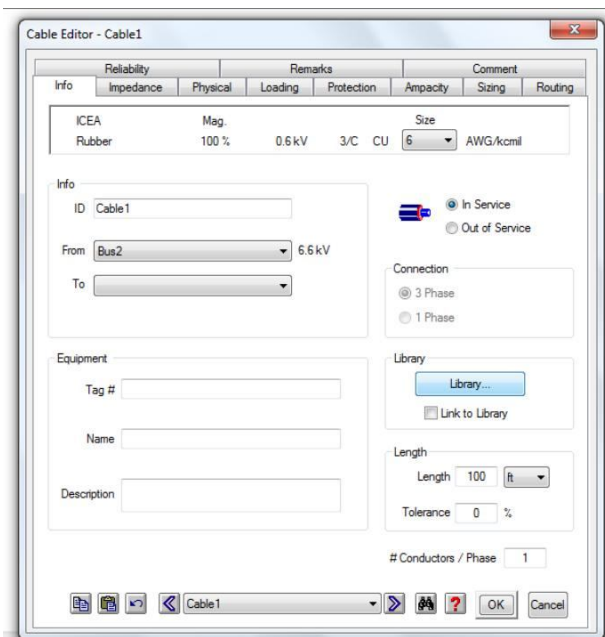 Cable Editor - Cable1
Reliability Remarks Comment
Info Impedance Physical Loading Protection Ampacity Sizing Routing
ICEA Mag. Size
Rubber 100 % 0.6 kV 3/C CU 6 AWG/kcmil
Info
ID Cable1
In Service
Out of Service
From Bus2 6.6 kV
To
Connection
3 Phase
1 Phase
Equipment
Tag #
Name
Description
Library
Library...
Link to Library
Length
Length 100 ft
Tolerance 0 %
# Conductors / Phase 1
Cable1 ? OK Cancel